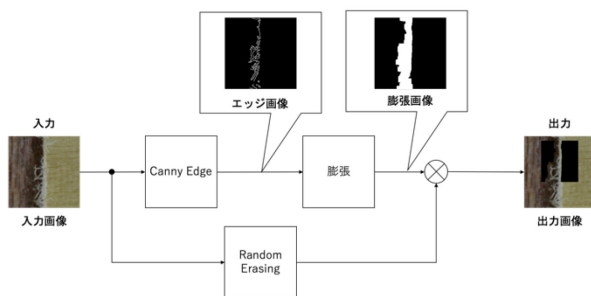 エッジ画像
膨張画像
入力
出力
Canny Edge
膨張
入力画像
出力画像
Random
Erasing